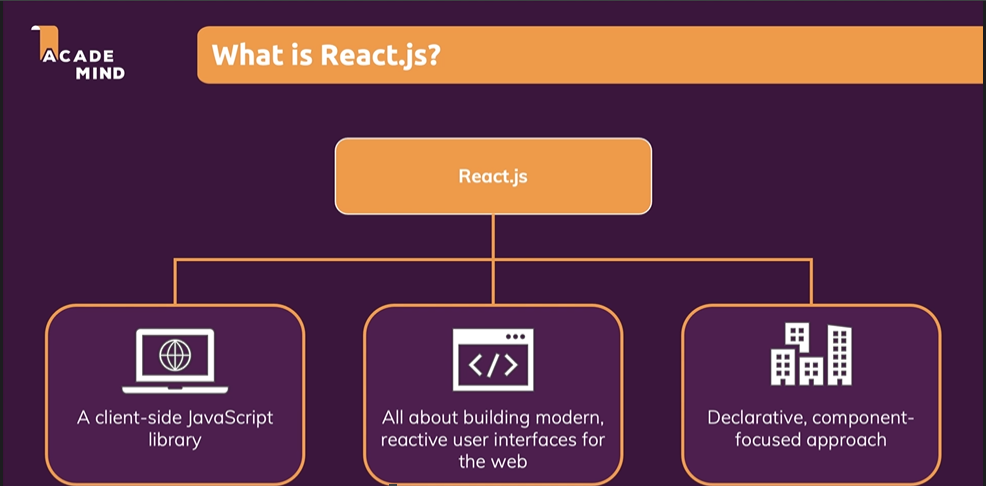 ACADE
MIND
What is React.js?
React.js
A client-side JavaScript
library
All about building modern,
reactive user interfaces for
the web
Declarative, component-
focused approach